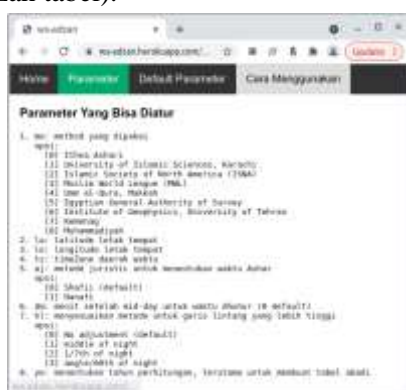 an tabel).
ws-edsan
ws-edsan.herokuapp.com/
Update
Home Parameter Default Parameter Cara Menggunakan
Parameter Yang Bisa Diatur
1. me: method yang dipakai
opsi:
[0] Ithna Ashari
[1] University of Islamic Sciences, Karachi
[2] Islamic Society of North America (ISNA)
[3] Muslim World League (MWL)
[4] Umm al-Qura, Makkah
[5] Egyptian General Authority of Survey
[6] Institute of Geophysics, University of Tehran
[7] Kemenag
[8] Muhammadiyah
2. la: latitude letak tempat
3. lo: longitude letak tempat
4. tz: timeZone daerah waktu
5. aj: metode juristic untuk menentukan waktu Ashar
opsi:
[0] Shafii (default)
[1] Hanafi
6. dm: menit setelah mid-day untuk waktu dhuhur (0 default)
7. hl: menyesuaikan metode untuk garis lintang yang lebih tinggi
opsi:
[0] No adjustment (default)
[1] middle of night
[2] 1/7th of night
[3] angle/60th of night
8. ye: menentukan tahun perhitungan, terutama untuk membuat tabel abadi.